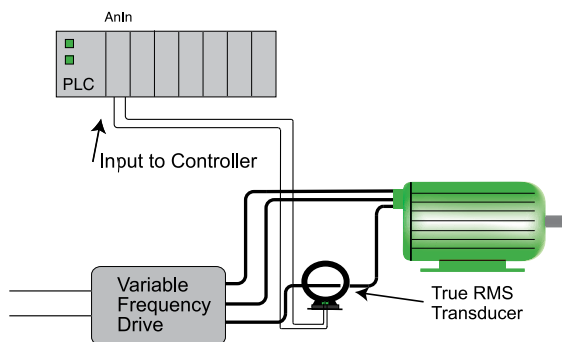 AnIn
PLC
Input to Controller
Variable
Frequency
Drive
True RMS
Transducer